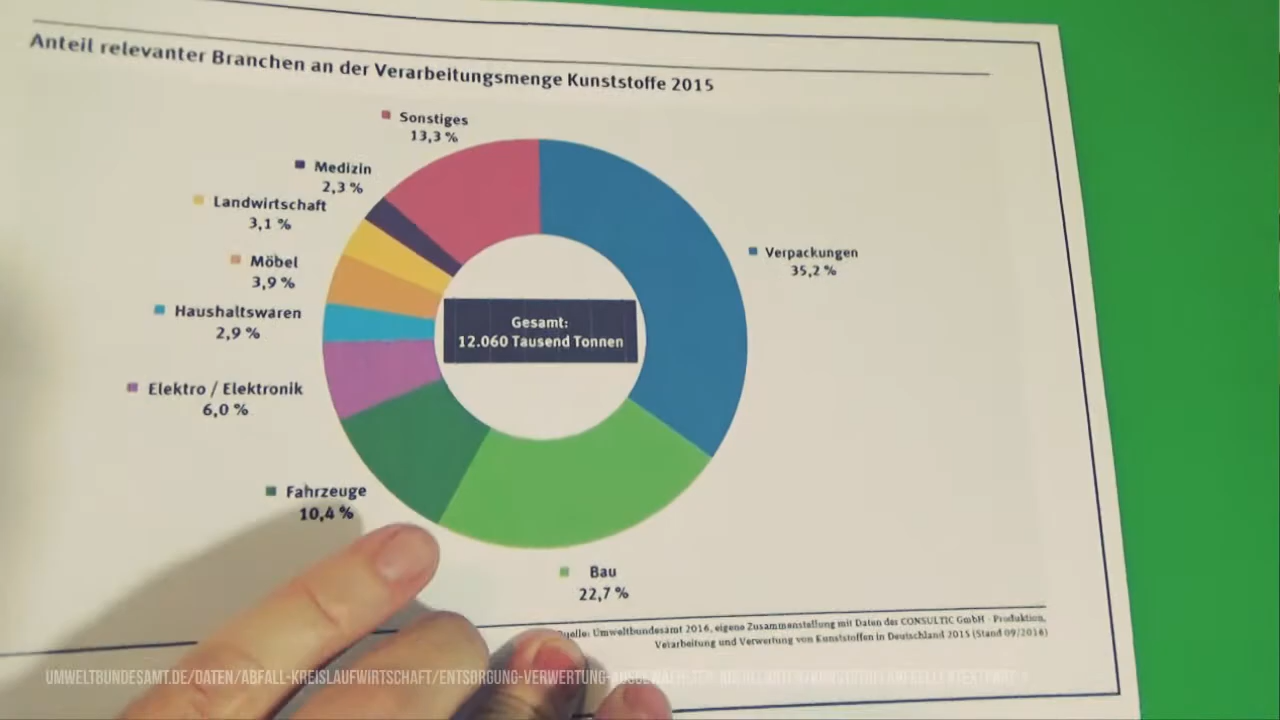 Anteil relevanter Branchen an der Verarbeitungsmenge Kunststoffe 2015
Sonstiges
13,3 %
Medizin
2,3 %
Landwirtschaft
3,1 %
Möbel
3,9 %
Haushaltswaren
2,9 %
Elektro / Elektronik
6,0 %
Fahrzeuge
10,4 %
Verpackungen
35,2 %
Gesamt:
12.060 Tausend Tonnen
Bau
22,7 %
Umweltbundesamt 2016, eigene Zusammenstellung mit Daten der CONSULTIC GmbH - Produktion,
Verarbeitung und Verwertung von Kunststoffen in Deutschland 2015 (Stand 09/2016)
UMWELTBUNDESAMT.DE/DATEN/ABFALL-KREISLAUFWIRTSCHAFT/ENTSORGUNG-VERWERTUNG-